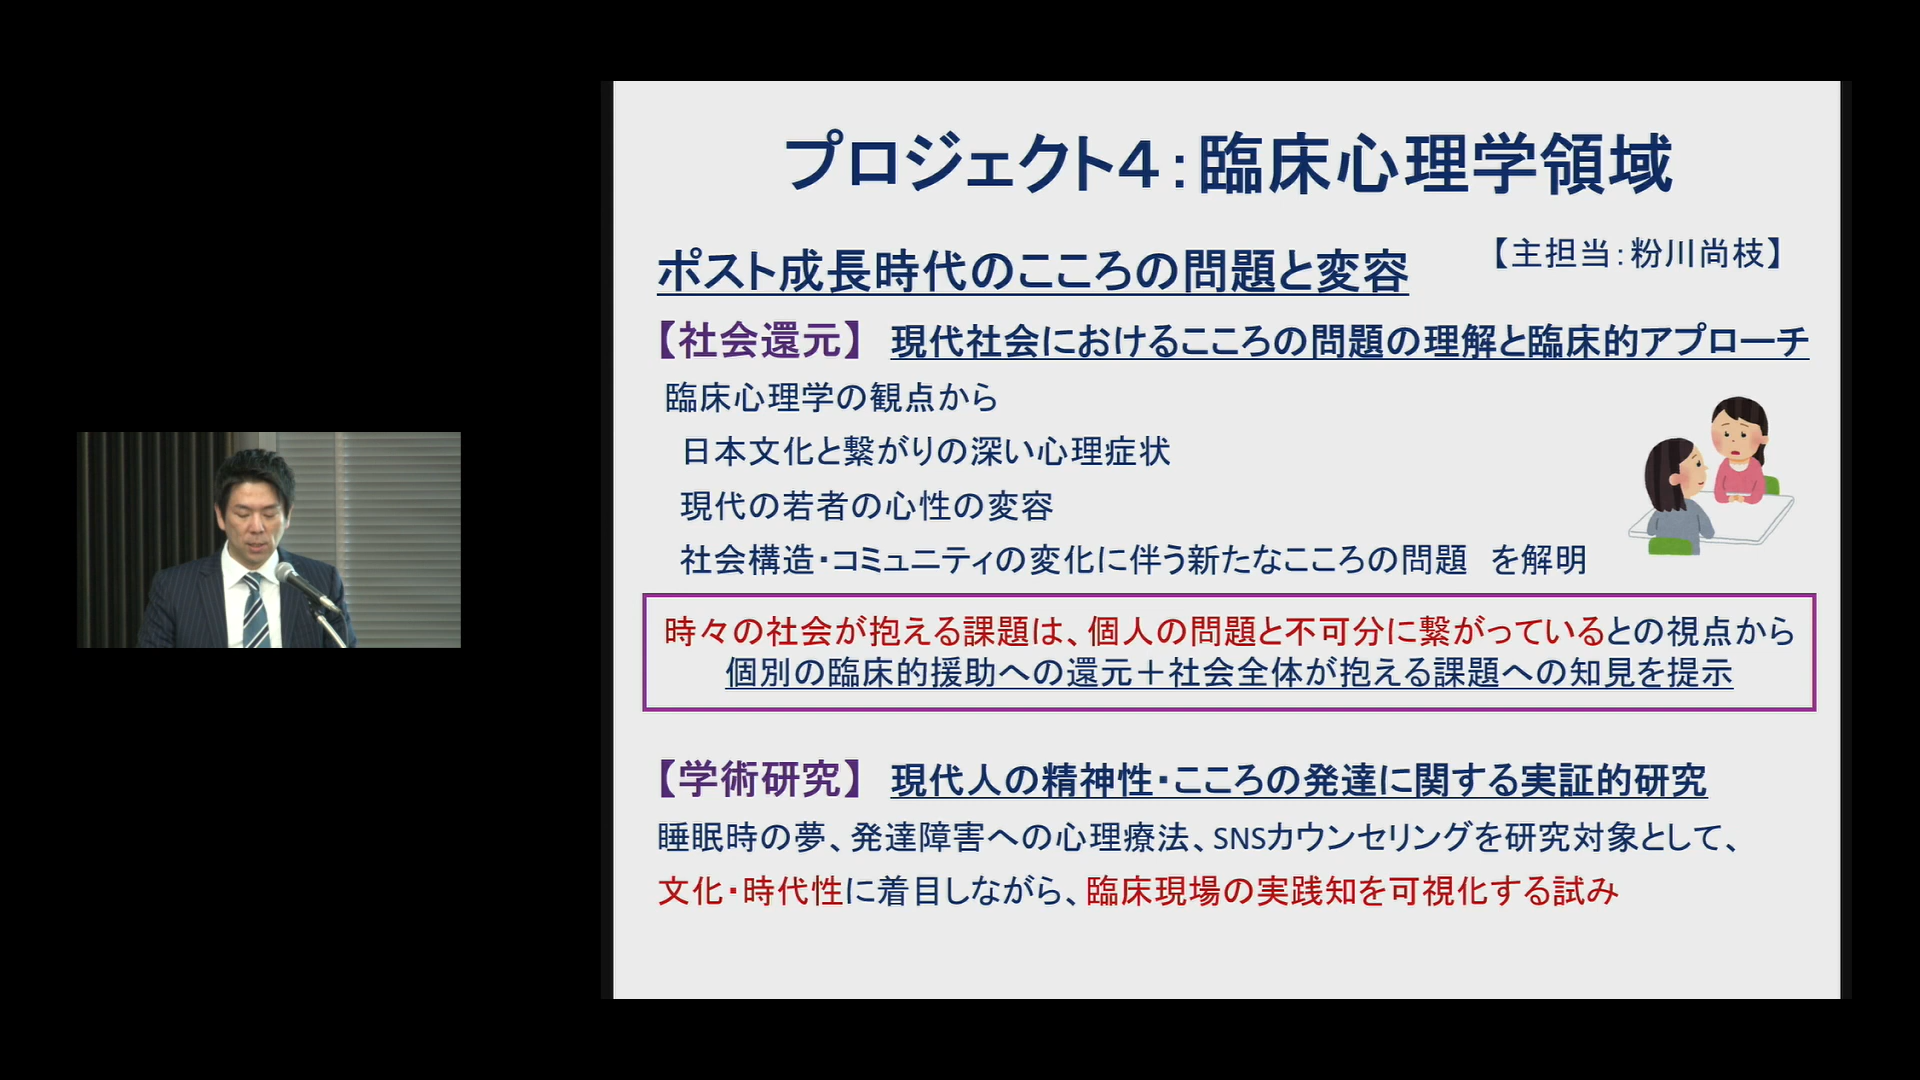 プロジェクト4:臨床心理学領域
ポスト成長時代のこころの問題と変容
【主担当:粉川尚枝】
【社会還元】 現代社会におけるこころの問題の理解と臨床的アプローチ
臨床心理学の観点から
日本文化と繋がりの深い心理症状
現代の若者の心性の変容
社会構造・コミュニティの変化に伴う新たなこころの問題 を解明
時々の社会が抱える課題は、個人の問題と不可分に繋がっているとの視点から
個別の臨床的援助への還元＋社会全体が抱える課題への知見を提示
【学術研究】 現代人の精神性・こころの発達に関する実証的研究
睡眠時の夢、発達障害への心理療法、SNSカウンセリングを研究対象として、
文化・時代性に着目しながら、臨床現場の実践知を可視化する試み